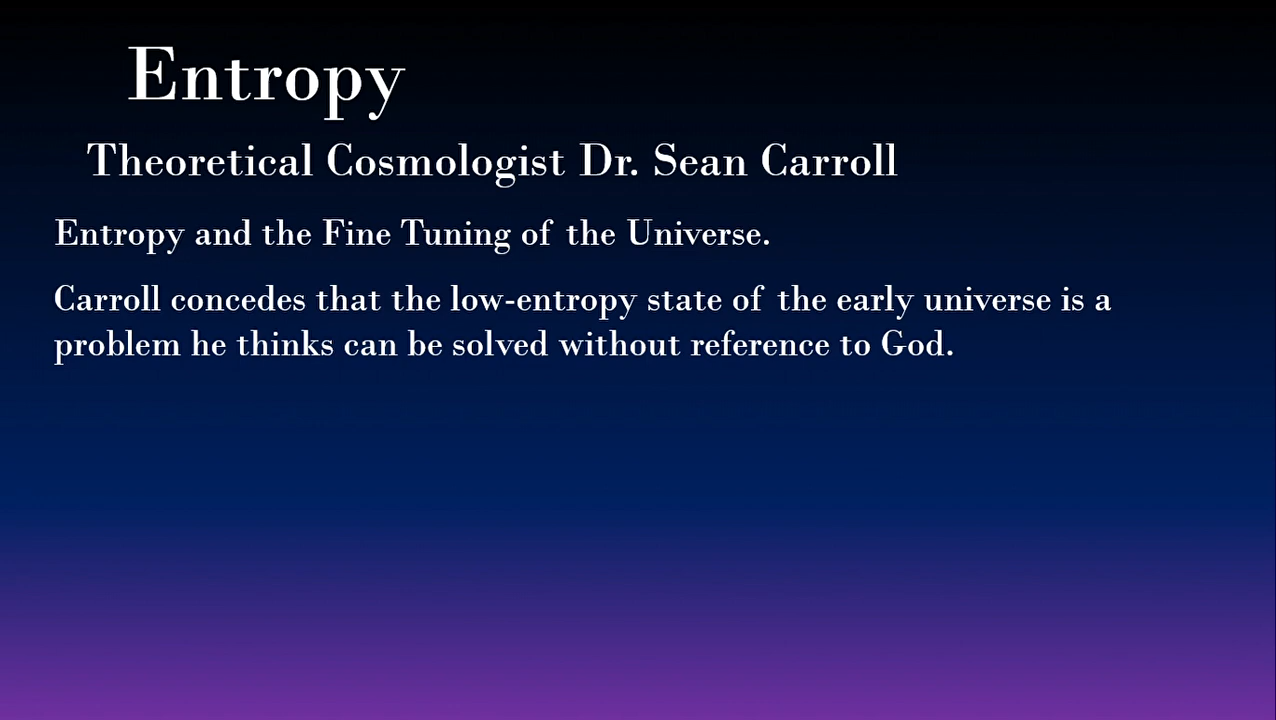 Entropy
Theoretical Cosmologist Dr. Sean Carroll
Entropy and the Fine Tuning of the Universe.
Carroll concedes that the low-entropy state of the early universe is a
problem he thinks can be solved without reference to God.